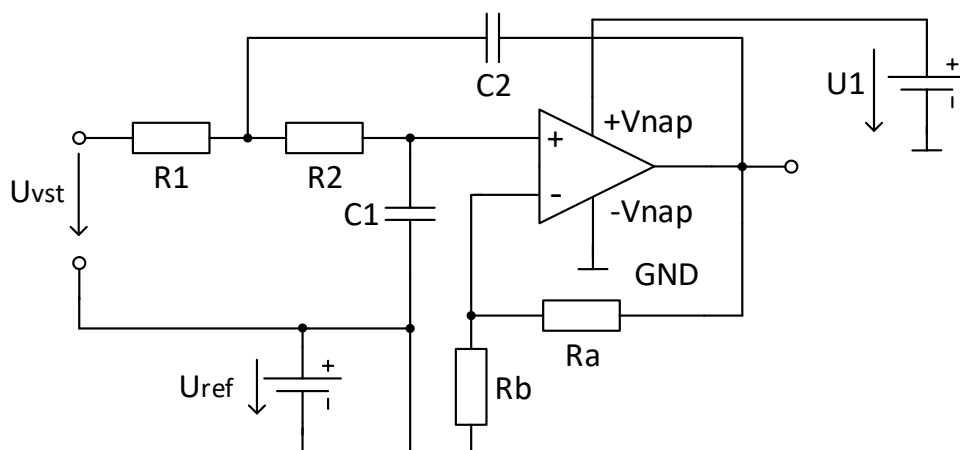 C2
U1
+
+Vnap
R1
R2
+
Uvst
C1
-
-Vnap
GND
Ra
Uref
+
Rb